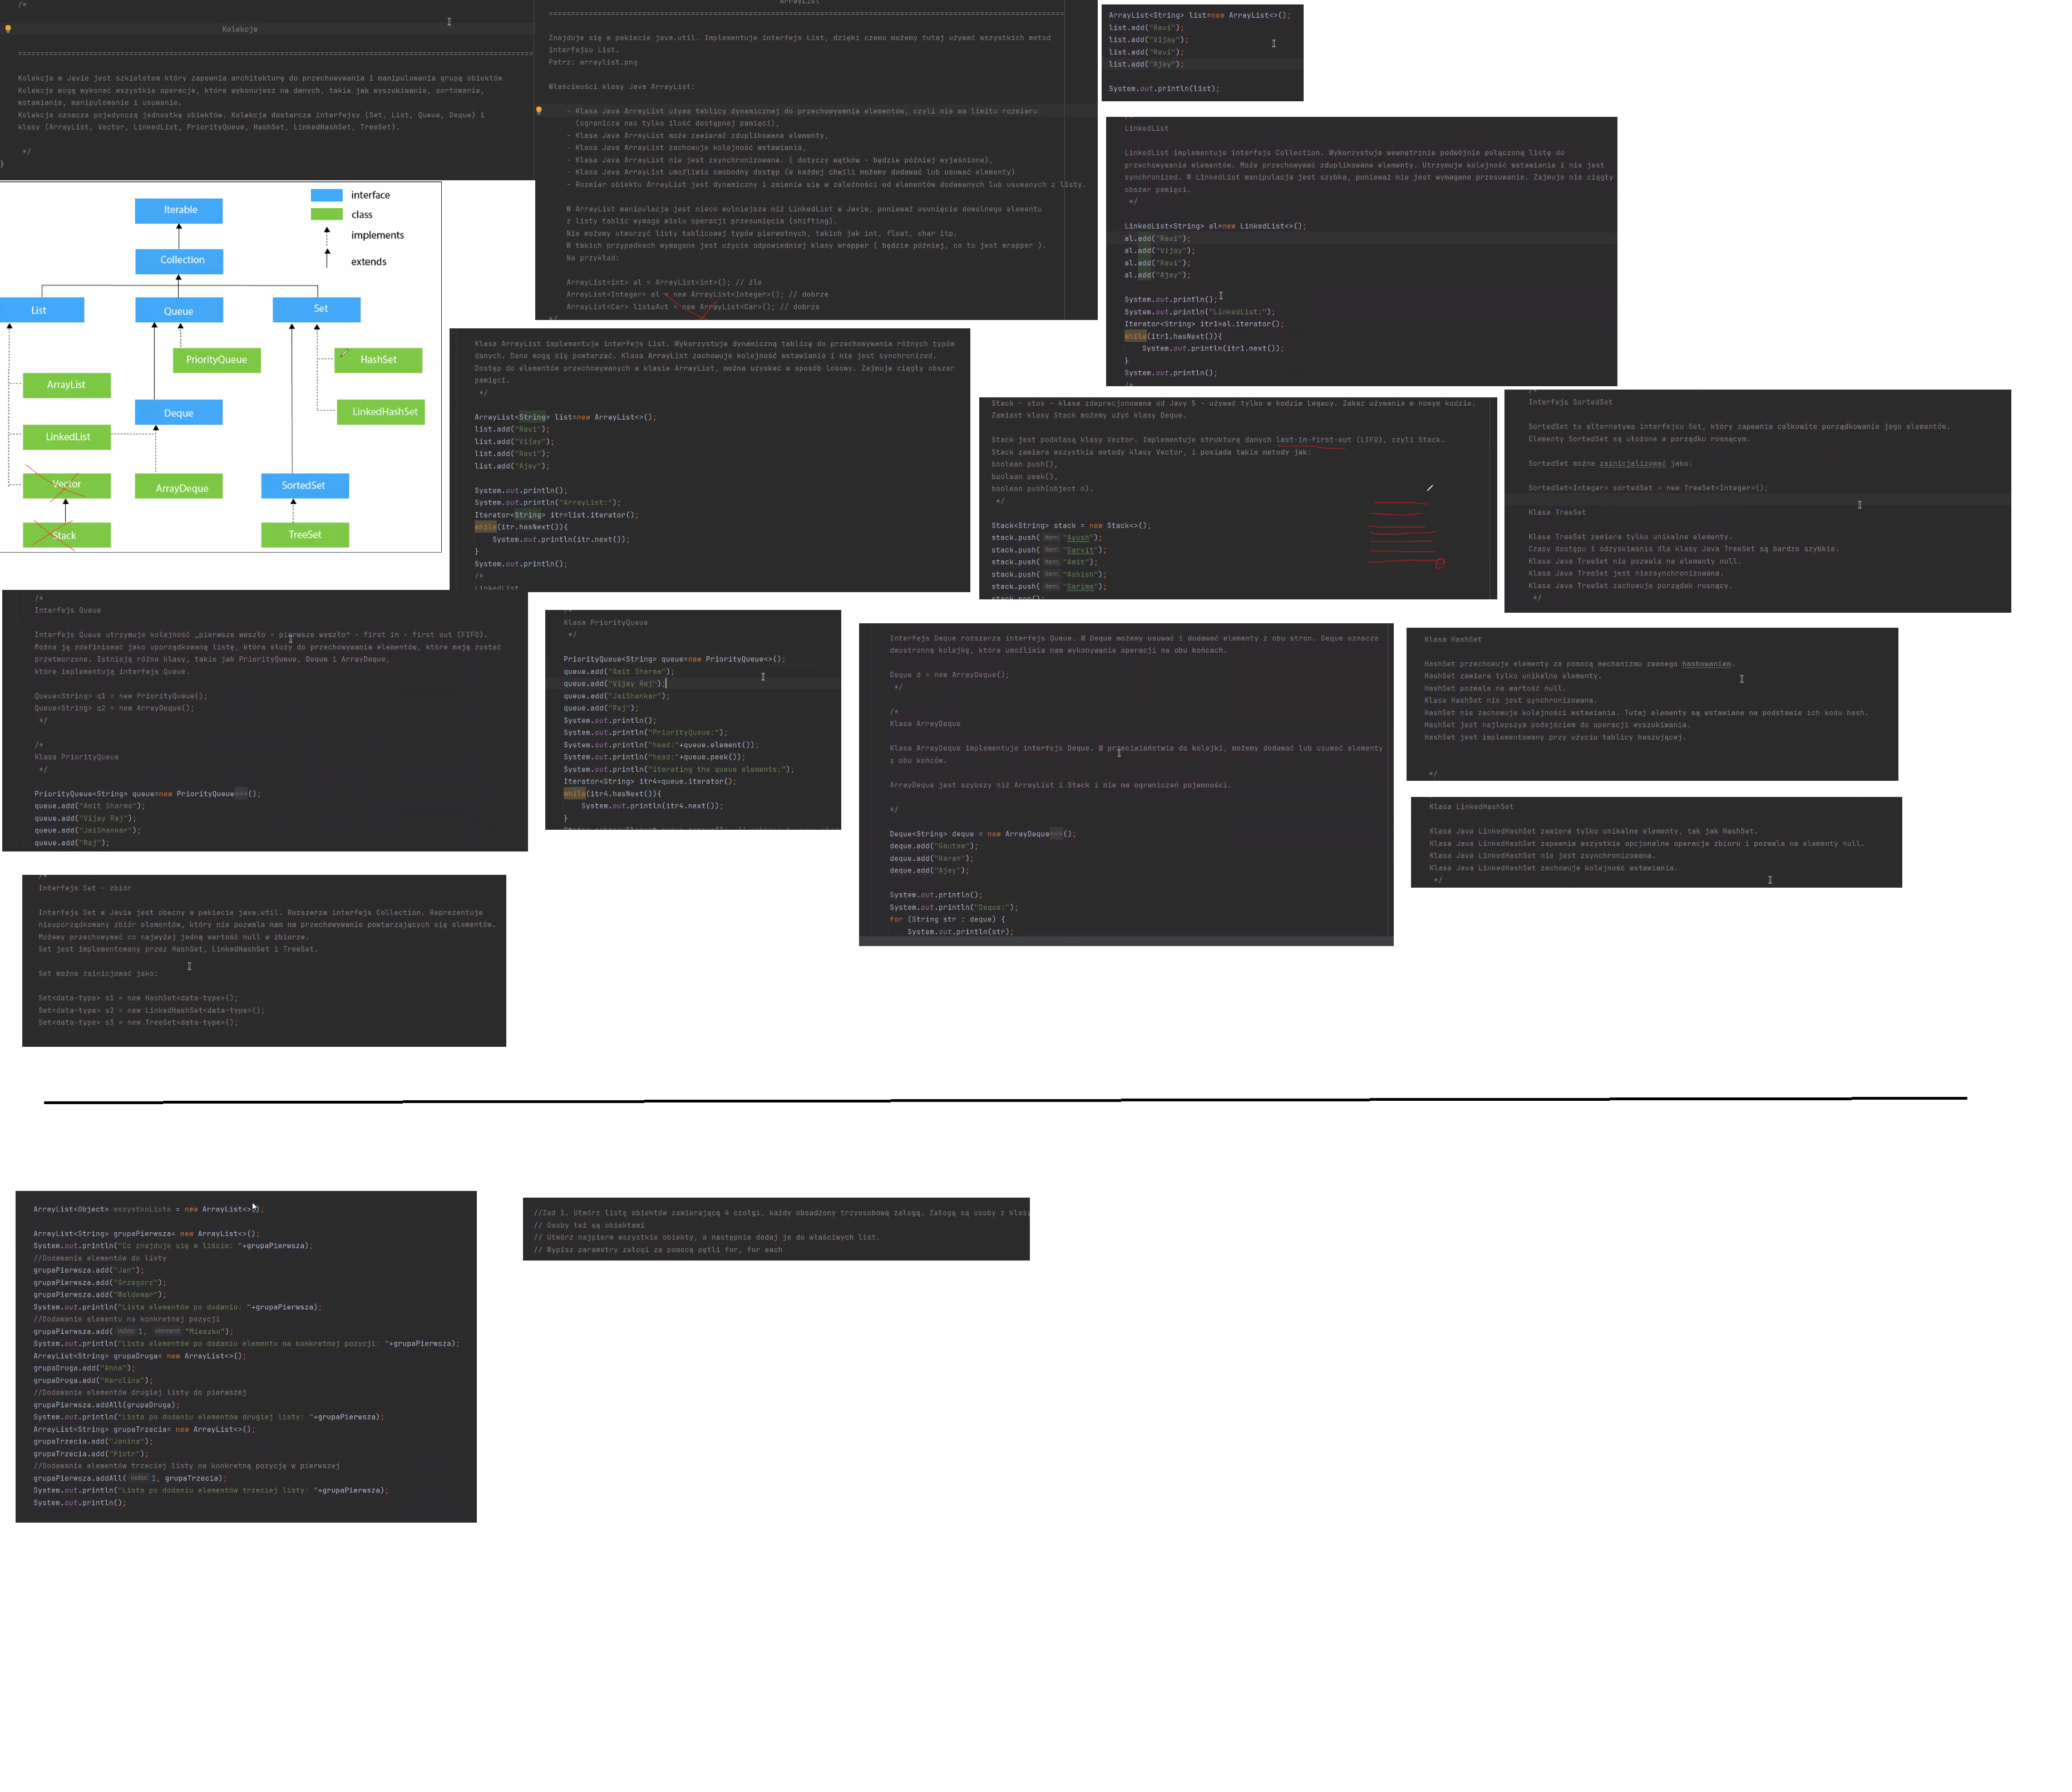 /*
Kolekcje
================================================================================
Kolekcja w Javie jest szkieletem który zapewnia architekturę do przechowywania i manipulowania grupą obiektów
Kolekcje mogą wykonać wszystkie operacje, które wykonujesz na danych, takie jak wyszukiwanie, sortowanie,
wstawianie, manipulowanie i usuwanie.
Kolekcja oznacza pojedynczą jednostkę obiektów. Kolekcja dostarcza interfejsy (Set, List, Queue, Deque) i
klasy (ArrayList, Vector, LinkedList, PriorityQueue, HashSet, LinkedHashSet, TreeSet).
*/
}
interface
class
implements
extends
Iterable
Collection
List
Queue
Set
PriorityQueue
HashSet
ArrayList
Deque
LinkedHashSet
LinkedList
Vector
ArrayDeque
SortedSet
Stack
TreeSet
ArrayList
================================================================================
Znajduje się w pakiecie java.util. Implementuje interfejs List, dzięki czemu możemy tutaj używać wszystkich metod
interfejsu List.
Patrz: arraylist.png
Właściwości klasy Java ArrayList:
- Klasa Java ArrayList używa tablicy dynamicznej do przechowywania elementów, czyli nie ma limitu rozmiaru
(ogranicza nas tylko ilość dostępnej pamięci),
- Klasa Java ArrayList może zawierać zduplikowane elementy,
- Klasa Java ArrayList zachowuje kolejność wstawiania,
- Klasa Java ArrayList nie jest zsynchronizowana. ( dotyczy wątków - będzie później wyjaśnione),
- Klasa Java ArrayList umożliwia swobodny dostęp (w każdej chwili możemy dodawać lub usuwać elementy)
- Rozmiar obiektu ArrayList jest dynamiczny i zmienia się w zależności od elementów dodawanych lub usuwanych z listy.
W ArrayList manipulacja jest nieco wolniejsza niż LinkedList w Javie, ponieważ usunięcie dowolnego elementu
z listy tablic wymaga wielu operacji przesunięcia (shifting).
Nie możemy utworzyć listy tablicowej typów pierwotnych, takich jak int, float, char itp.
W takich przypadkach wymagane jest użycie odpowiedniej klasy wrapper ( będzie później, co to jest wrapper ).
Na przykład:
ArrayList<int> al = ArrayList<int>(); // źle
ArrayList<Integer> al = new ArrayList<Integer>(); // dobrze
ArrayList<Car> listaAut = new ArrayList<Car>(); // dobrze
*/
ArrayList<String> list=new ArrayList<>();
list.add("Ravi");
list.add("Vijay");
list.add("Ravi");
list.add("Ajay");
System.out.println(list);
LinkedList
LinkedList implementuje interfejs Collection. Wykorzystuje wewnętrznie podwójnie połączoną listę do
przechowywania elementów. Może przechowywać zduplikowane elementy. Utrzymuje kolejność wstawiania i nie jest
synchronized. W LinkedList manipulacja jest szybka, ponieważ nie jest wymagane przesuwanie. Zajmuje nie ciągły
obszar pamięci.
*/
LinkedList<String> al=new LinkedList<>();
al.add("Ravi");
al.add("Vijay");
al.add("Ravi");
al.add("Ajay");
System.out.println();
System.out.println("LinkedList:");
Iterator<String> itr1=al.iterator();
while(itr1.hasNext()){
System.out.println(itr1.next());
}
System.out.println();
/*
Klasa ArrayList implementuje interfejs List. Wykorzystuje dynamiczną tablicę do przechowywania różnych typów
danych. Dane mogą się powtarzać. Klasa ArrayList zachowuje kolejność wstawiania i nie jest synchronized.
Dostęp do elementów przechowywanych w klasie ArrayList, można uzyskać w sposób losowy. Zajmuje ciągły obszar
pamięci.
*/
ArrayList<String> list=new ArrayList<>();
list.add("Ravi");
list.add("Vijay");
list.add("Ravi");
list.add("Ajay");
System.out.println();
System.out.println("ArrayList:");
Iterator<String> itr=list.iterator();
while(itr.hasNext()){
System.out.println(itr.next());
}
System.out.println();
/*
LinkedList
Stack - stos - klasa zdeprecjonowana od Javy 5 - używać tylko w kodzie Legacy. Zakaz używania w nowym kodzie.
Zamiast klasy Stack możemy użyć klasy Deque.
Stack jest podklasą klasy Vector. Implementuje strukturę danych last-in-first-out (LIFO), czyli Stack.
Stack zawiera wszystkie metody klasy Vector, i posiada takie metody jak:
boolean push(),
boolean peek(),
boolean push(object o).
*/
Stack<String> stack = new Stack<>();
stack.push( item: "Ayush");
stack.push( item: "Garvit");
stack.push( item: "Amit");
stack.push( item: "Ashish");
stack.push( item: "Garima");
stack.pop();
Interfejs SortedSet
SortedSet to alternatywa interfejsu Set, który zapewnia całkowite porządkowanie jego elementów.
Elementy SortedSet są ułożone w porządku rosnącym.
SortedSet można zainicjalizować jako:
SortedSet<Integer> sortedSet = new TreeSet<Integer>();
Klasa TreeSet
Klasa TreeSet zawiera tylko unikalne elementy.
Czasy dostępu i odzyskiwania dla klasy Java TreeSet są bardzo szybkie.
Klasa Java TreeSet nie pozwala na elementy null.
Klasa Java TreeSet jest niezsynchronizowana.
Klasa Java TreeSet zachowuje porządek rosnący.
*/
/*
Interfejs Queue
Interfejs Queue utrzymuje kolejność „pierwsze weszło – pierwsze wyszło" - first in - first out (FIFO).
Można ją zdefiniować jako uporządkowaną listę, która służy do przechowywania elementów, które mają zostać
przetworzone. Istnieją różne klasy, takie jak PriorityQueue, Deque i ArrayDeque,
które implementują interfejs Queue.
Queue<String> q1 = new PriorityQueue();
Queue<String> q2 = new ArrayDeque();
*/
/*
Klasa PriorityQueue
*/
PriorityQueue<String> queue=new PriorityQueue<~>();
queue.add("Amit Sharma");
queue.add("Vijay Raj");
queue.add("JaiShankar");
queue.add("Raj");
Klasa PriorityQueue
*/
PriorityQueue<String> queue=new PriorityQueue<>();
queue.add("Amit Sharma");
queue.add("Vijay Raj");
queue.add("JaiShankar");
queue.add("Raj");
System.out.println();
System.out.println("PriorityQueue:");
System.out.println("head:"+queue.element());
System.out.println("head:"+queue.peek());
System.out.println("iterating the queue elements:");
Iterator<String> itr4=queue.iterator();
while(itr4.hasNext()){
System.out.println(itr4.next());
}
Interfejs Deque rozszerza interfejs Queue. W Deque możemy usuwać i dodawać elementy z obu stron. Deque oznacza
dwustronną kolejkę, która umożliwia nam wykonywanie operacji na obu końcach.
Deque d = new ArrayDeque();
*/
/*
Klasa ArrayDeque
Klasa ArrayDeque implementuje interfejs Deque. W przeciwieństwie do kolejki, możemy dodawać lub usuwać elementy
z obu końców.
ArrayDeque jest szybszy niż ArrayList i Stack i nie ma ograniczeń pojemności.
*/
Deque<String> deque = new ArrayDeque<~>();
deque.add("Gautam");
deque.add("Karan");
deque.add("Ajay");
System.out.println();
System.out.println("Deque:");
for (String str : deque) {
System.out.println(str);
Klasa HashSet
HashSet przechowuje elementy za pomocą mechanizmu zwanego hashowaniem.
HashSet zawiera tylko unikalne elementy.
HashSet pozwala na wartość null.
Klasa HashSet nie jest synchronizowana.
HashSet nie zachowuje kolejności wstawiania. Tutaj elementy są wstawiane na podstawie ich kodu hash.
HashSet jest najlepszym podejściem do operacji wyszukiwania.
HashSet jest implementowany przy użyciu tablicy haszującej.
*/
Klasa LinkedHashSet
Klasa Java LinkedHashSet zawiera tylko unikalne elementy, tak jak HashSet.
Klasa Java LinkedHashSet zapewnia wszystkie opcjonalne operacje zbioru i pozwala na elementy null.
Klasa Java LinkedHashSet nie jest zsynchronizowana.
Klasa Java LinkedHashSet zachowuje kolejność wstawiania.
*/
Interfejs Set - zbiór
Interfejs Set w Javie jest obecny w pakiecie java.util. Rozszerza interfejs Collection. Reprezentuje
nieuporządkowany zbiór elementów, który nie pozwala nam na przechowywanie powtarzających się elementów.
Możemy przechowywać co najwyżej jedną wartość null w zbiorze.
Set jest implementowany przez HashSet, LinkedHashSet i TreeSet.
Set można zainicjować jako:
Set<data-type> s1 = new HashSet<data-type>();
Set<data-type> s2 = new LinkedHashSet<data-type>();
Set<data-type> s3 = new TreeSet<data-type>();
ArrayList<Object> wszystkoLista = new ArrayList<>();
ArrayList<String> grupaPierwsza= new ArrayList<>();
System.out.println("Co znajduje się w liście: "+grupaPierwsza);
//Dodawanie elementów do listy
grupaPierwsza.add("Jan");
grupaPierwsza.add("Grzegorz");
grupaPierwsza.add("Waldemar");
System.out.println("Lista elementów po dodaniu: "+grupaPierwsza);
//Dodawanie elementu na konkretnej pozycji
grupaPierwsza.add( index: 1, element: "Mieszko");
System.out.println("Lista elementów po dodaniu elementu na konkretnej pozycji: "+grupaPierwsza);
ArrayList<String> grupaDruga= new ArrayList<>();
grupaDruga.add("Anna");
grupaDruga.add("Karolina");
//Dodawanie elementów drugiej listy do pierwszej
grupaPierwsza.addAll(grupaDruga);
System.out.println("Lista po dodaniu elementów drugiej listy: "+grupaPierwsza);
ArrayList<String> grupaTrzecia= new ArrayList<>();
grupaTrzecia.add("Janina");
grupaTrzecia.add("Piotr");
//Dodawanie elementów trzeciej listy na konkretną pozycję w pierwszej
grupaPierwsza.addAll( index: 1, grupaTrzecia);
System.out.println("Lista po dodaniu elementów trzeciej listy: "+grupaPierwsza);
System.out.println();
//Zad 1. Utwórz listę obiektów zawierającą 4 czołgi, każdy obsadzony trzyosobową załogą. Załogą są osoby z klasy
// Osoby też są obiektami
// Utwórz najpierw wszystkie obiekty, a następnie dodaj je do właściwych list.
// Wypisz parametry załogi za pomocą pętli for, for each